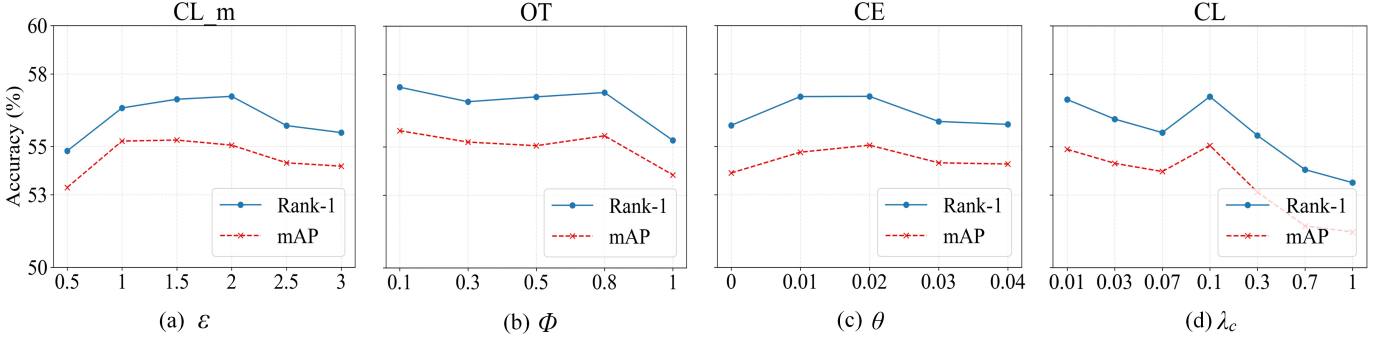 CL_m
OT
CE
CL
Accuracy (%)
60
58
55
53
50
Rank-1
mAP
Rank-1
mAP
Rank-1
mAP
Rank-1
mAP
0.5 1 1.5 2 2.5 3
0.1 0.3 0.5 0.8 1
0 0.01 0.02 0.03 0.04
0.01 0.03 0.07 0.1 0.3 0.7 1
(a) ε
(b) Φ
(c) θ
(d) λc